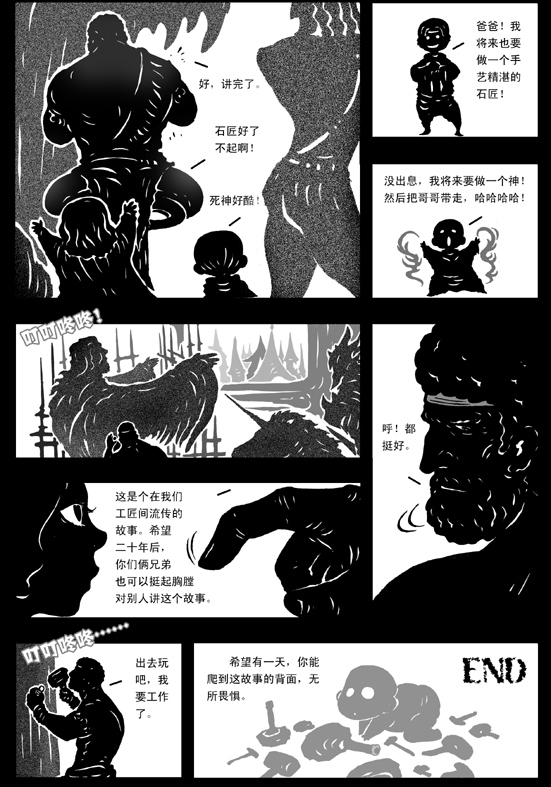 好，讲完了。
石匠好了
不起啊！
死神好酷！
爸爸！我
将来也要
做一个手
艺精湛的
石匠！
没出息，我将来要做一个神！
然后把哥哥带走，哈哈哈哈！
叮叮咚咚！
呼！都
挺好。
这是个在我们
工匠间流传的
故事。希望
二十年后，
你们俩兄弟
也可以挺起胸膛
对别人讲这个故事。
叮叮咚咚······
出去玩
吧，我
要工作
了。
希望有一天，你能
爬到这故事的背面，无
所畏惧。
END